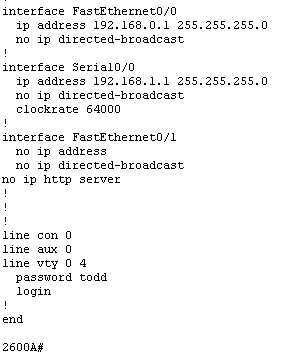 interface FastEthernet0/0
  ip address 192.168.0.1 255.255.255.0
  no ip directed-broadcast
!
interface Serial0/0
  ip address 192.168.1.1 255.255.255.0
  no ip directed-broadcast
  clockrate 64000
!
interface FastEthernet0/1
  no ip address
  no ip directed-broadcast
no ip http server
!
!
!
line con 0
line aux 0
line vty 0 4
  password todd
  login
!
end
2600A#